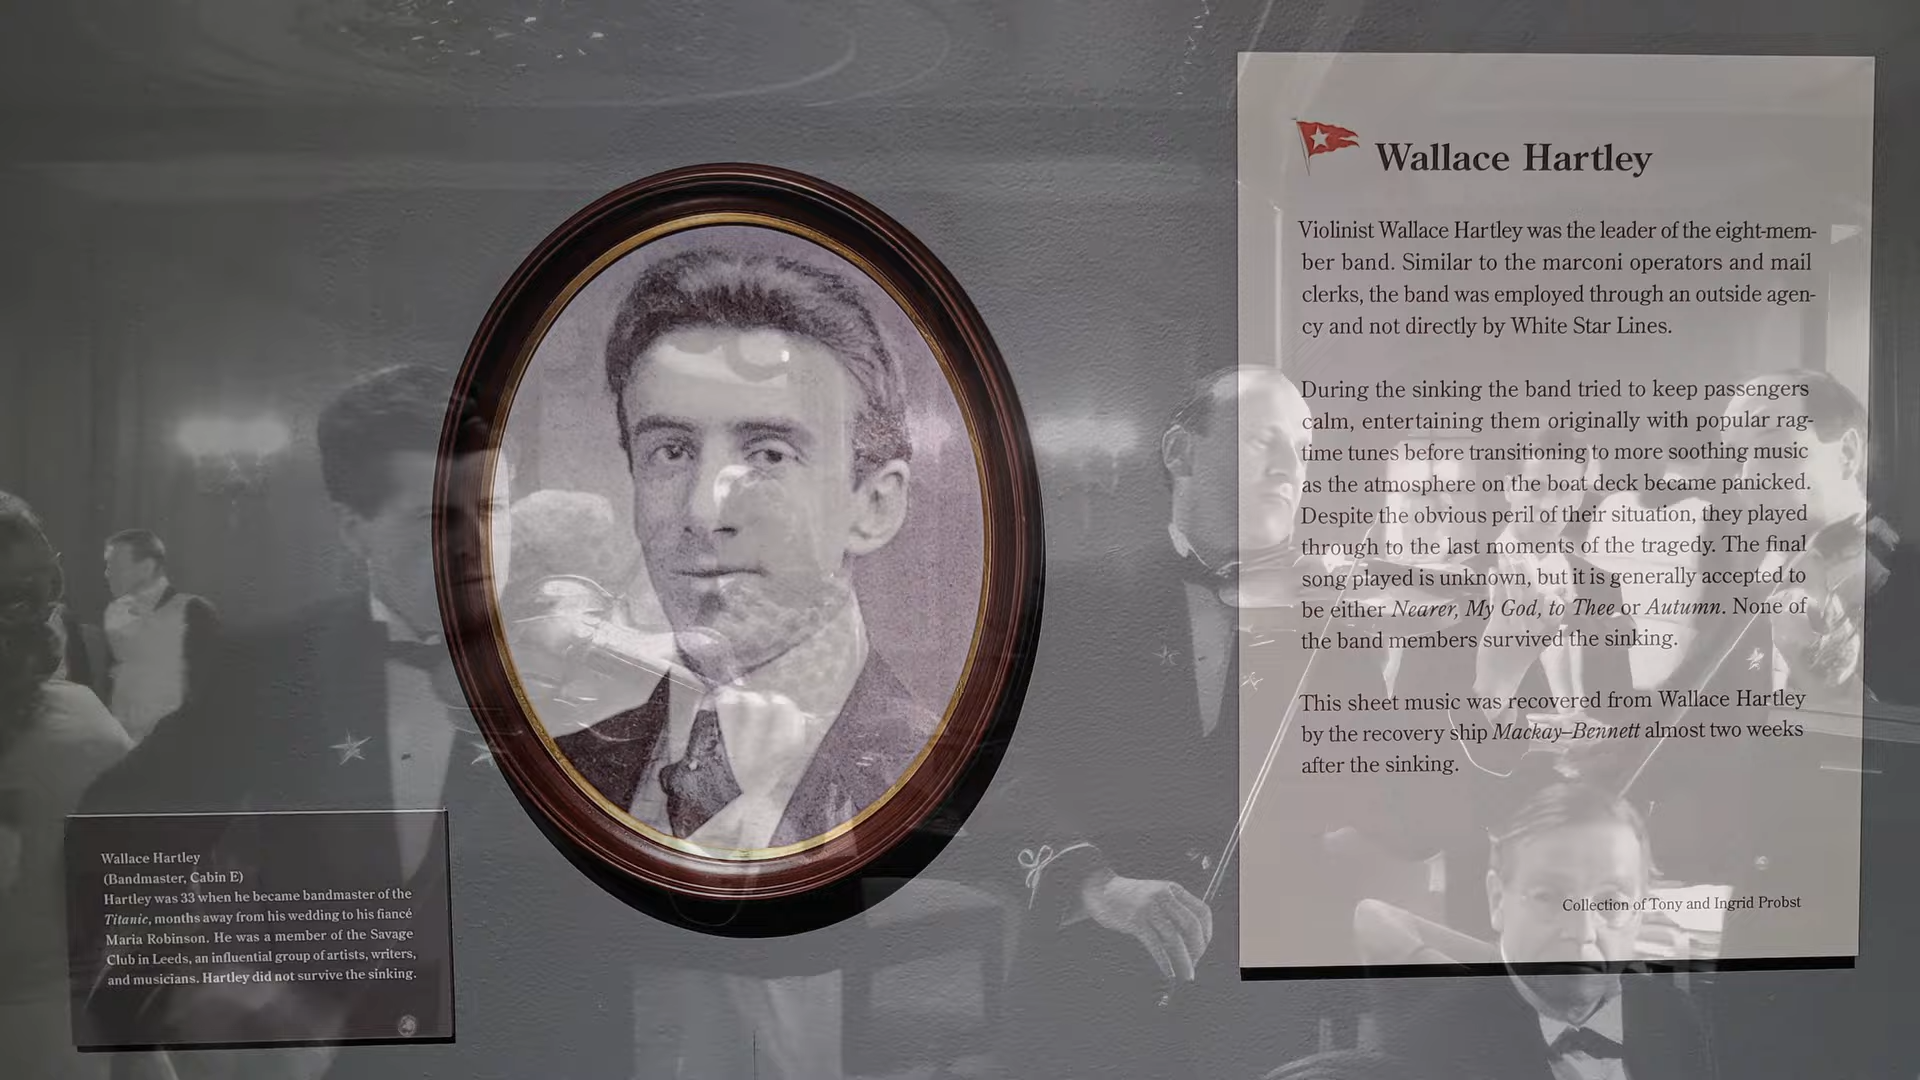 Wallace Hartley
Violinist Wallace Hartley was the leader of the eight-mem-
ber band. Similar to the marconi operators and mail
clerks, the band was employed through an outside agen-
cy and not directly by White Star Lines.
During the sinking the band tried to keep passengers
calm, entertaining them originally with popular rag-
time tunes before transitioning to more soothing music
as the atmosphere on the boat deck became panicked.
Despite the obvious peril of their situation, they played
through to the last moments of the tragedy. The final
song played is unknown, but it is generally accepted to
be either Nearer, My God, to Thee or Autumn. None of
the band members survived the sinking.
This sheet music was recovered from Wallace Hartley
by the recovery ship Mackay–Bennett almost two weeks
after the sinking.
Collection of Tony and Ingrid Probst
Wallace Hartley
(Bandmaster, Cabin E)
Hartley was 33 when he became bandmaster of the
Titanic, months away from his wedding to his fiancé
Maria Robinson. He was a member of the Savage
Club in Leeds, an influential group of artists, writers,
and musicians. Hartley did not survive the sinking.